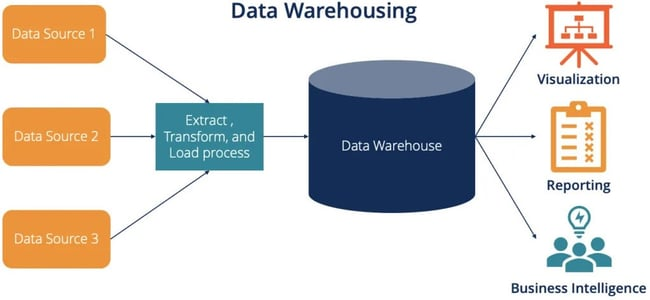 Data Warehousing
Data Source 1
Data Source 2
Data Source 3
Extract ,
Transform, and
Load process
Data Warehouse
Visualization
Reporting
Business Intelligence